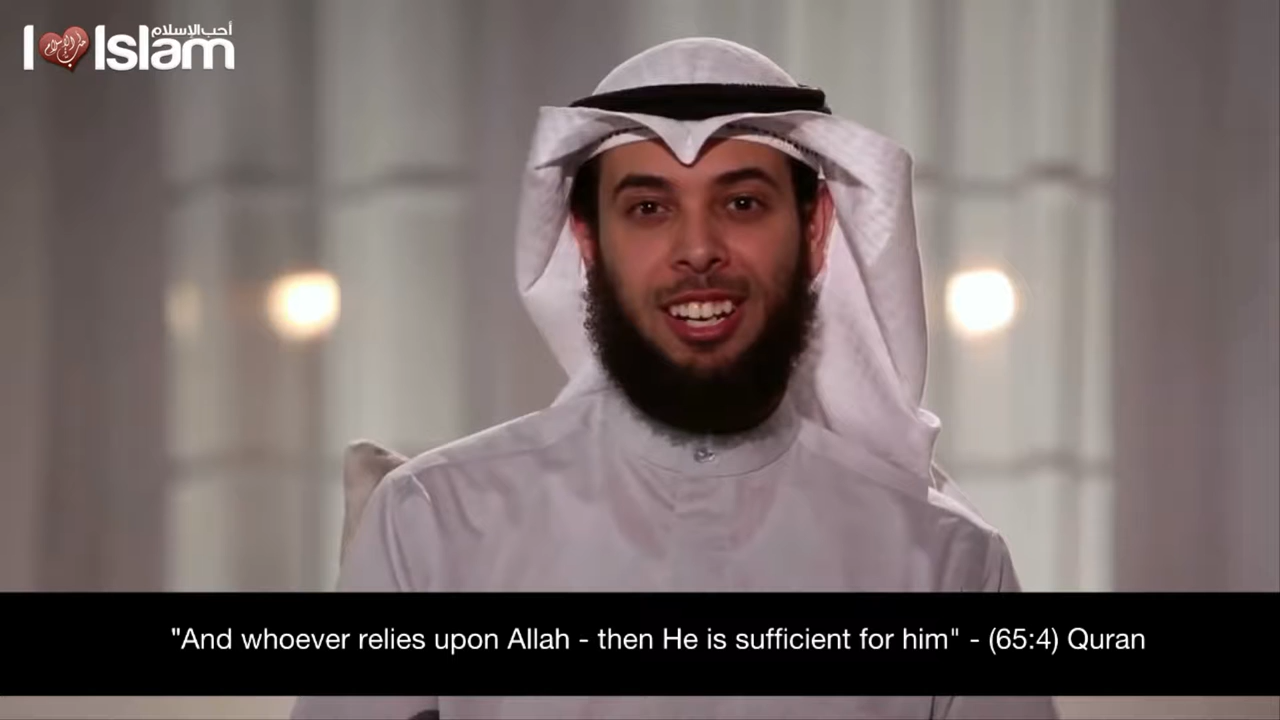 أحب الإسلام
I Islam
"And whoever relies upon Allah - then He is sufficient for him" - (65:4) Quran